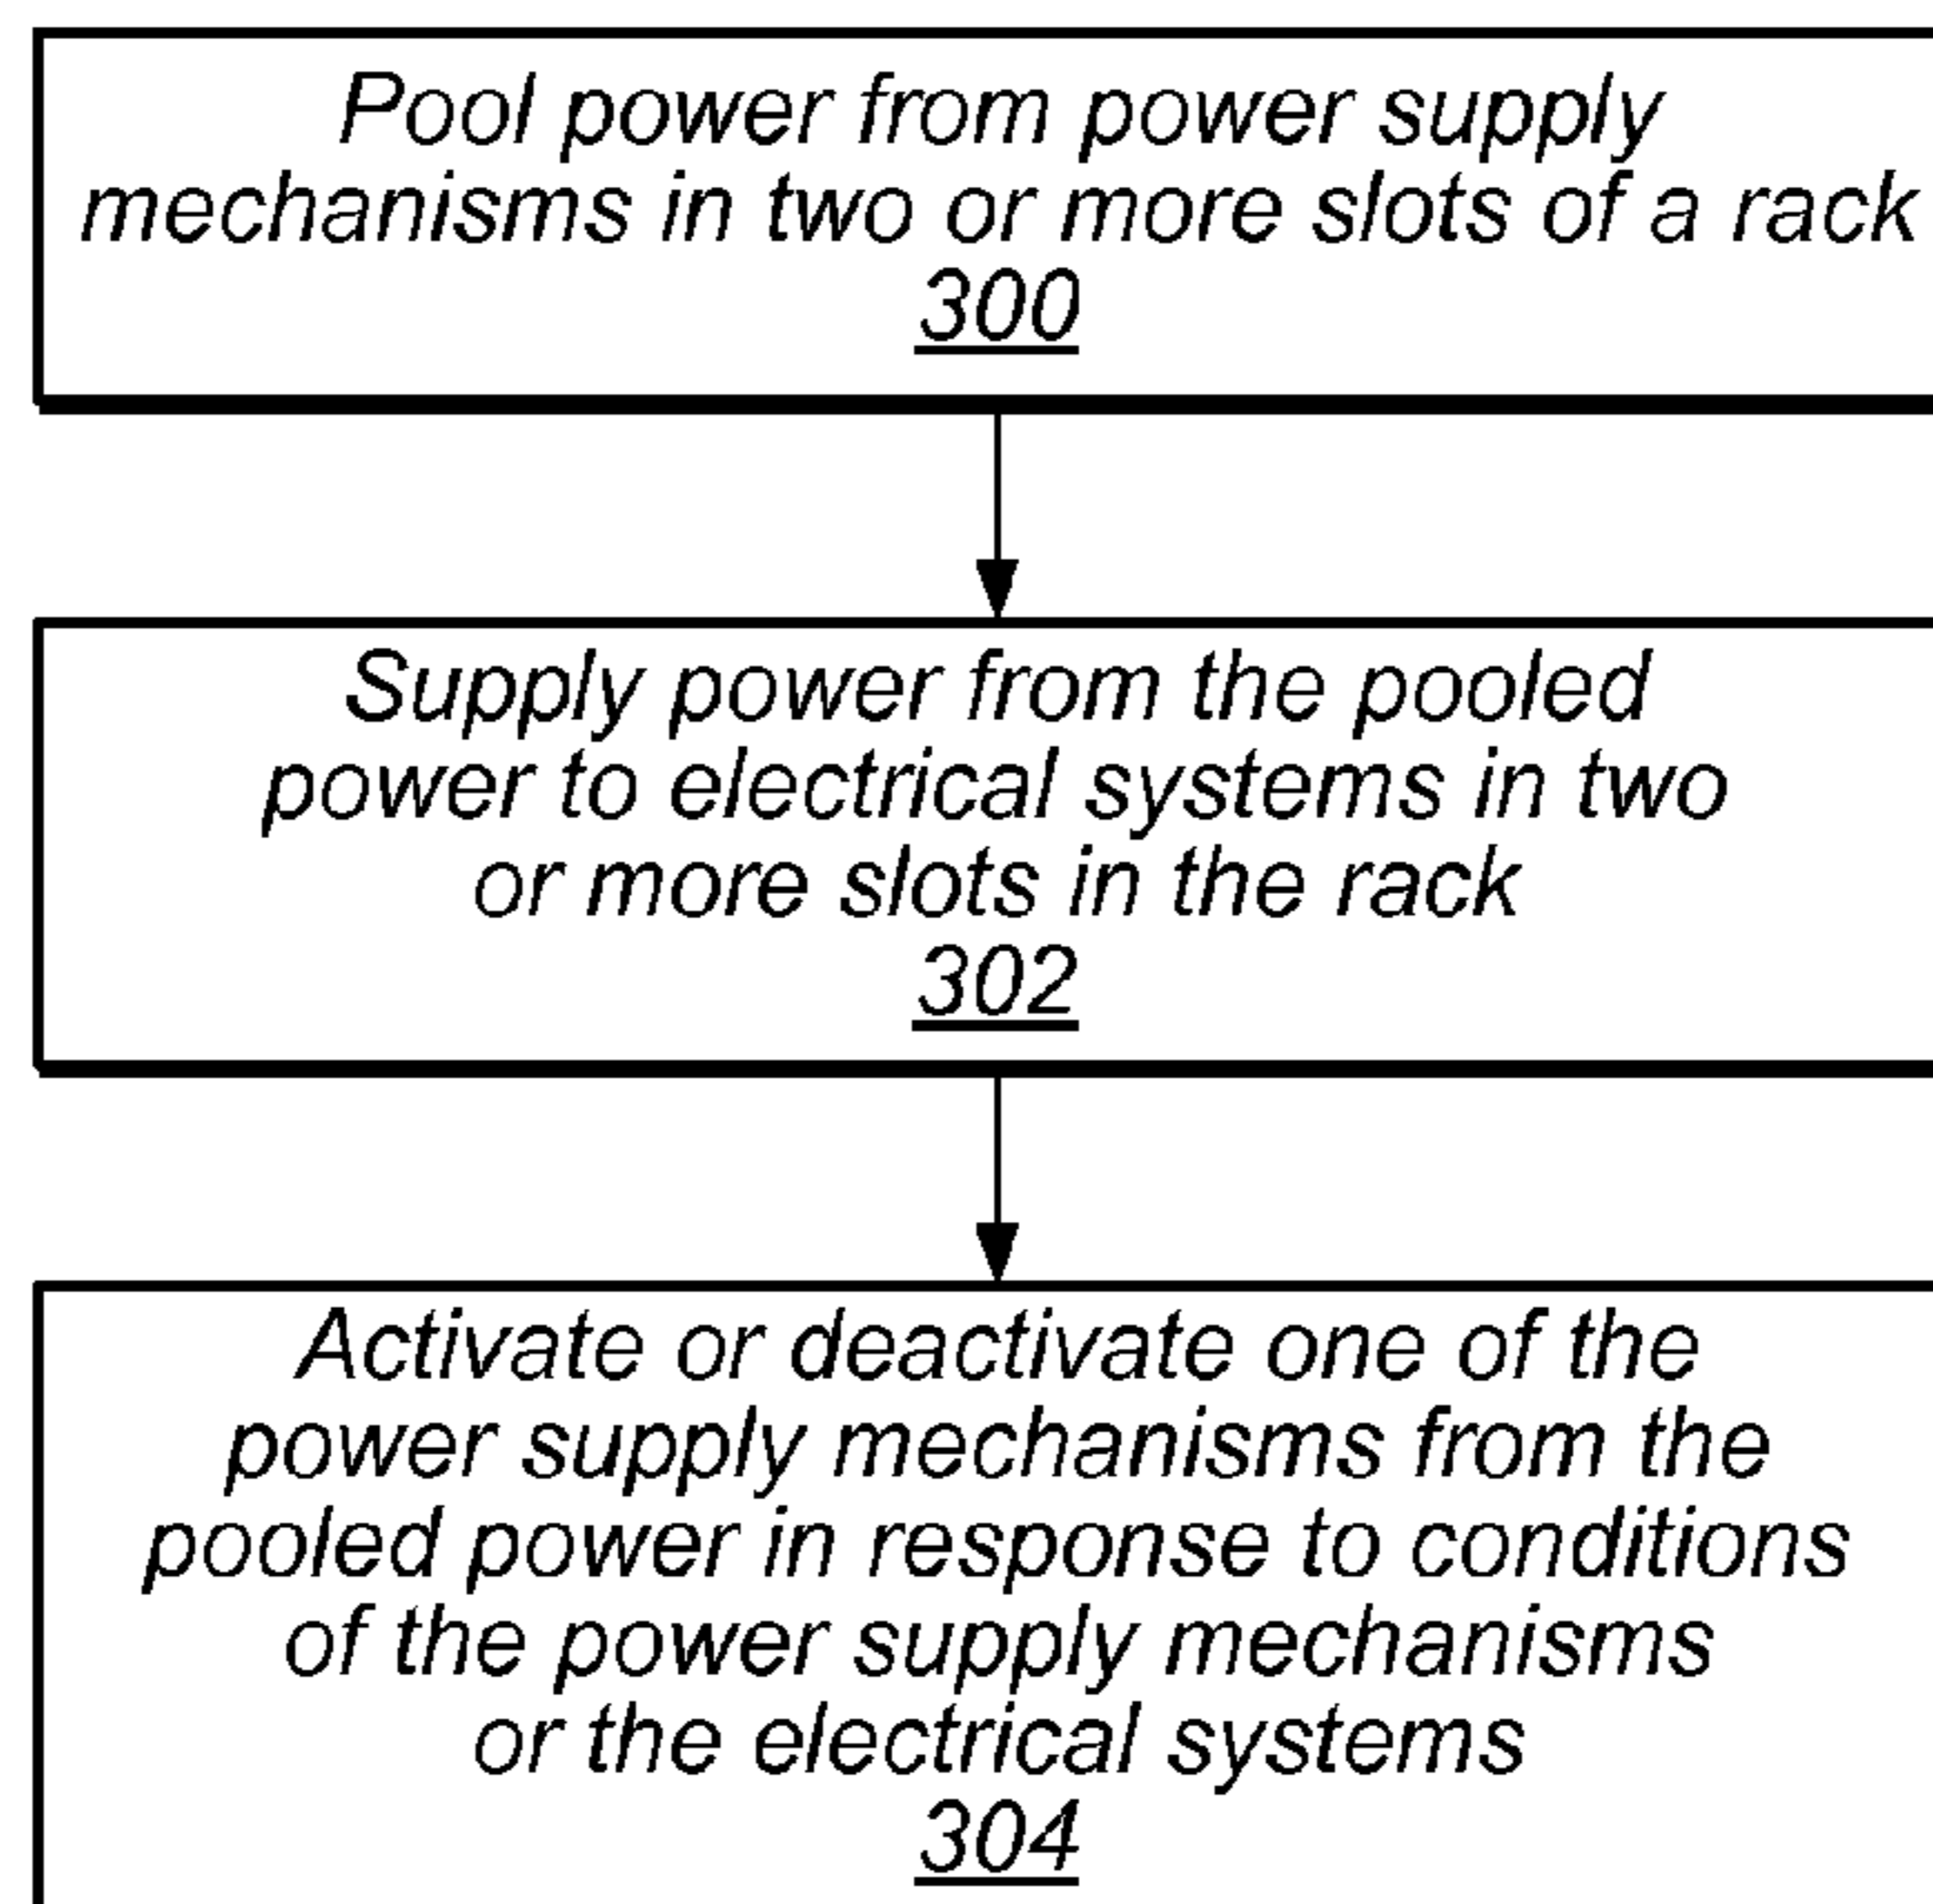 Pool power from power supply
mechanisms in two or more slots of a rack
300
Supply power from the pooled
power to electrical systems in two
or more slots in the rack
302
Activate or deactivate one of the
power supply mechanisms from the
pooled power in response to conditions
of the power supply mechanisms
or the electrical systems
304